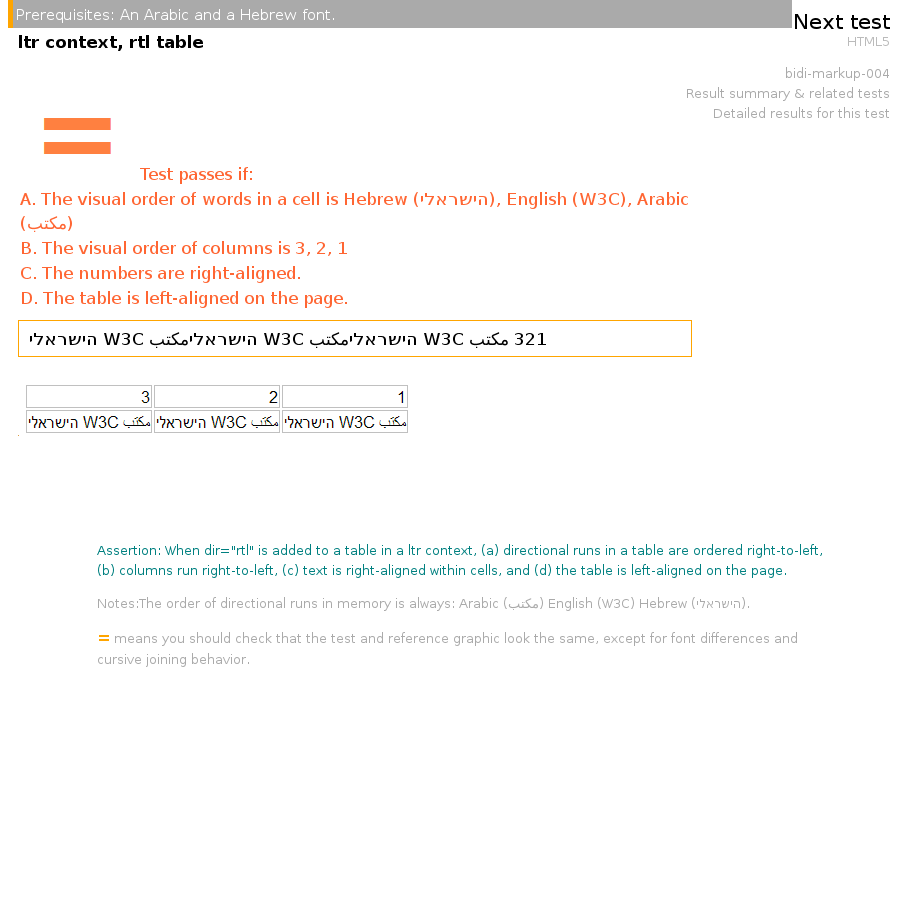 Prerequisites: An Arabic and a Hebrew font.
Next test
ltr context, rtl table
HTML5
bidi-markup-004
Result summary & related tests
Detailed results for this test
=
Test passes if:
A. The visual order of words in a cell is Hebrew (הישראלי), English (W3C), Arabic
(مكتب)
B. The visual order of columns is 3, 2, 1
C. The numbers are right-aligned.
D. The table is left-aligned on the page.
321 مكتب W3C הישראליمكتب W3C הישראליمكتب W3C הישראלי
3 2 1
مكتب W3C הישראלי مكتب W3C הישראלי مكتب W3C הישראלי
Assertion: When dir="rtl" is added to a table in a ltr context, (a) directional runs in a table are ordered right-to-left,
(b) columns run right-to-left, (c) text is right-aligned within cells, and (d) the table is left-aligned on the page.
Notes:The order of directional runs in memory is always: Arabic (مكتب) English (W3C) Hebrew (הישראלי).
= means you should check that the test and reference graphic look the same, except for font differences and
cursive joining behavior.